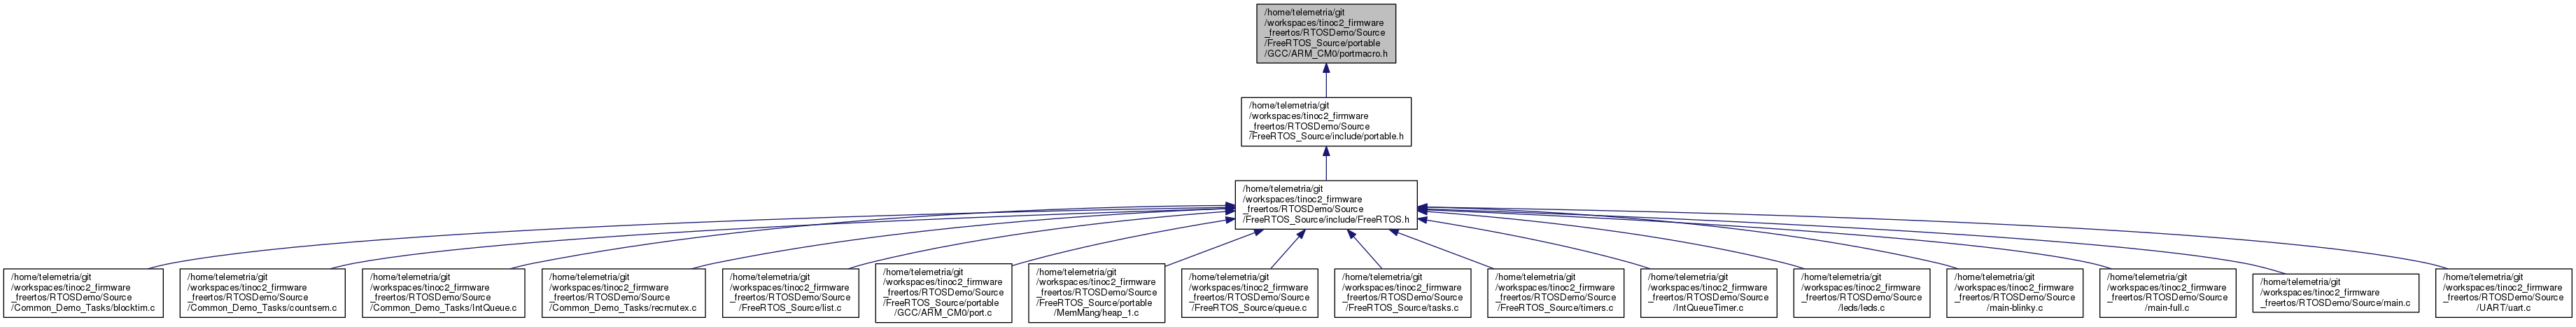 /home/telemetria/git
/workspaces/tinoc2_firmware
_freertos/RTOSDemo/Source
/FreeRTOS_Source/portable
/GCC/ARM_CM0/portmacro.h
/home/telemetria/git
/workspaces/tinoc2_firmware
_freertos/RTOSDemo/Source
/FreeRTOS_Source/include/portable.h
/home/telemetria/git
/workspaces/tinoc2_firmware
_freertos/RTOSDemo/Source
/FreeRTOS_Source/include/FreeRTOS.h
/home/telemetria/git
/workspaces/tinoc2_firmware
_freertos/RTOSDemo/Source
/Common_Demo_Tasks/blocktim.c
/home/telemetria/git
/workspaces/tinoc2_firmware
_freertos/RTOSDemo/Source
/Common_Demo_Tasks/countsem.c
/home/telemetria/git
/workspaces/tinoc2_firmware
_freertos/RTOSDemo/Source
/Common_Demo_Tasks/IntQueue.c
/home/telemetria/git
/workspaces/tinoc2_firmware
_freertos/RTOSDemo/Source
/Common_Demo_Tasks/recmutex.c
/home/telemetria/git
/workspaces/tinoc2_firmware
_freertos/RTOSDemo/Source
/FreeRTOS_Source/list.c
/home/telemetria/git
/workspaces/tinoc2_firmware
_freertos/RTOSDemo/Source
/FreeRTOS_Source/portable
/GCC/ARM_CM0/port.c
/home/telemetria/git
/workspaces/tinoc2_firmware
_freertos/RTOSDemo/Source
/FreeRTOS_Source/portable
/MemMang/heap_1.c
/home/telemetria/git
/workspaces/tinoc2_firmware
_freertos/RTOSDemo/Source
/FreeRTOS_Source/queue.c
/home/telemetria/git
/workspaces/tinoc2_firmware
_freertos/RTOSDemo/Source
/FreeRTOS_Source/tasks.c
/home/telemetria/git
/workspaces/tinoc2_firmware
_freertos/RTOSDemo/Source
/FreeRTOS_Source/timers.c
/home/telemetria/git
/workspaces/tinoc2_firmware
_freertos/RTOSDemo/Source
/IntQueueTimer.c
/home/telemetria/git
/workspaces/tinoc2_firmware
_freertos/RTOSDemo/Source
/leds/leds.c
/home/telemetria/git
/workspaces/tinoc2_firmware
_freertos/RTOSDemo/Source
/main-blinky.c
/home/telemetria/git
/workspaces/tinoc2_firmware
_freertos/RTOSDemo/Source
/main-full.c
/home/telemetria/git
/workspaces/tinoc2_firmware
_freertos/RTOSDemo/Source/main.c
/home/telemetria/git
/workspaces/tinoc2_firmware
_freertos/RTOSDemo/Source
/UART/uart.c